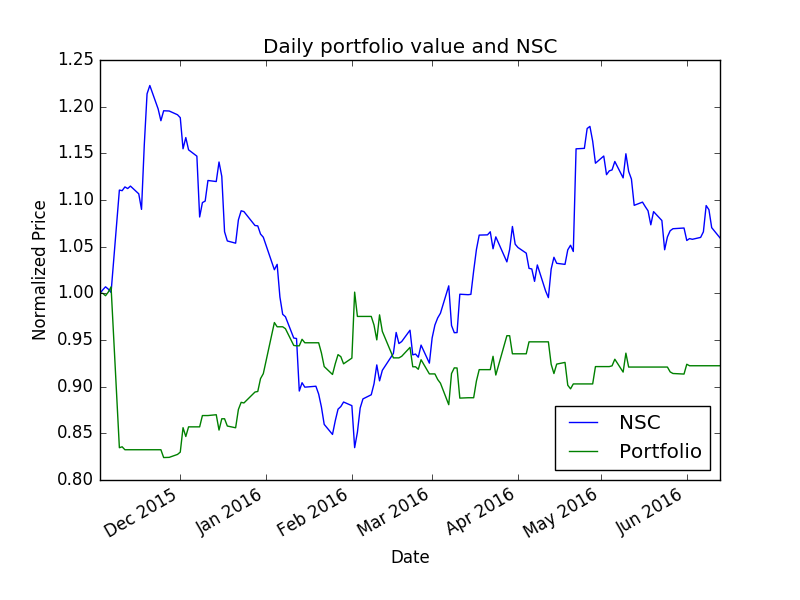 Daily portfolio value and NSC
1.25
1.20
1.15
1.10
1.05
1.00
0.95
0.90
0.85
0.80
Normalized Price
NSC
Portfolio
Dec 2015
Jan 2016
Feb 2016
Mar 2016
Apr 2016
May 2016
Jun 2016
Date